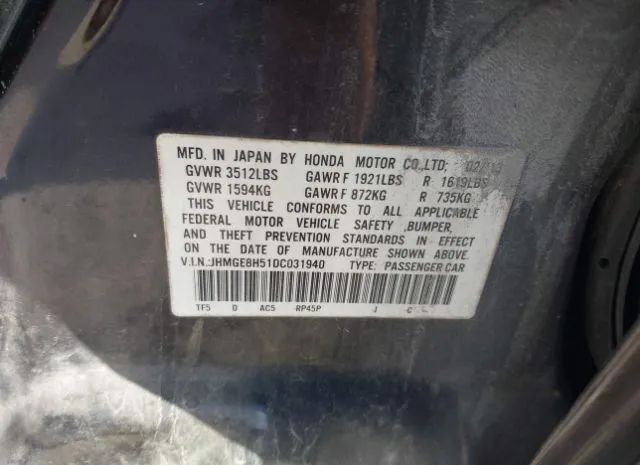 MFD. IN JAPAN BY HONDA MOTOR CO.,LTD. 02/13
GVWR 3512LBS GAWR F 1921LBS R 1619LBS
GVWR 1594KG GAWR F 872KG R 735KG
THIS VEHICLE CONFORMS TO ALL APPLICABLE
FEDERAL MOTOR VEHICLE SAFETY ,BUMPER,
AND THEFT PREVENTION STANDARDS IN EFFECT
ON THE DATE OF MANUFACTURE SHOWN ABOVE.
V.I.N.:JHMGE8H51DC031940 TYPE: PASSENGER CAR
TF5 D AC5 RP45P J C